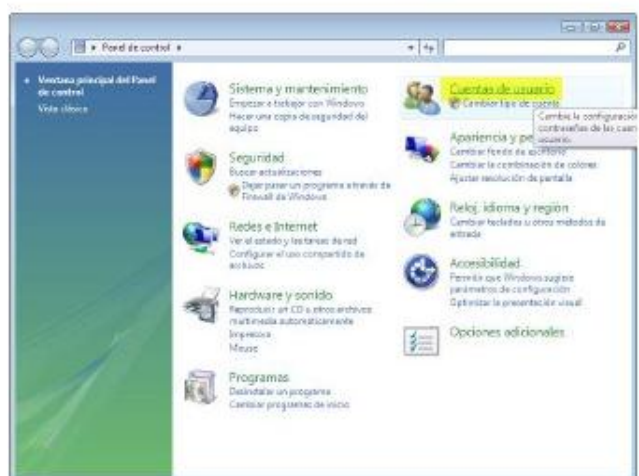 Panel de control
Ventana principal del Panel
de control
Vista clásica
Sistema y mantenimiento
Empezar a trabajar con Windows
Hacer una copia de seguridad del
equipo
Seguridad
Buscar actualizaciones
Dejar pasar un programa a través de
Firewall de Windows
Redes e Internet
Ver el estado y las tareas de red
Configurar el uso compartido de
archivos
Hardware y sonido
Reproducir un CD u otros archivos
multimedia automáticamente
Impresora
Mouse
Programas
Desinstalar un programa
Cambiar programas de inicio
Cuentas de usuario
Cambiar tipo de cuenta
Cambia la configuración
contraseñas de las
usuario.
Apariencia y pe
Cambiar fondo de escritorio
Cambiar la combinación de colores
Ajustar resolución de pantalla
Reloj, idioma y región
Cambiar teclados u otros métodos de
entrada
Accesibilidad
Permitir que Windows sugiera
parámetros de configuración
Optimizar la presentación visual
Opciones adicionales